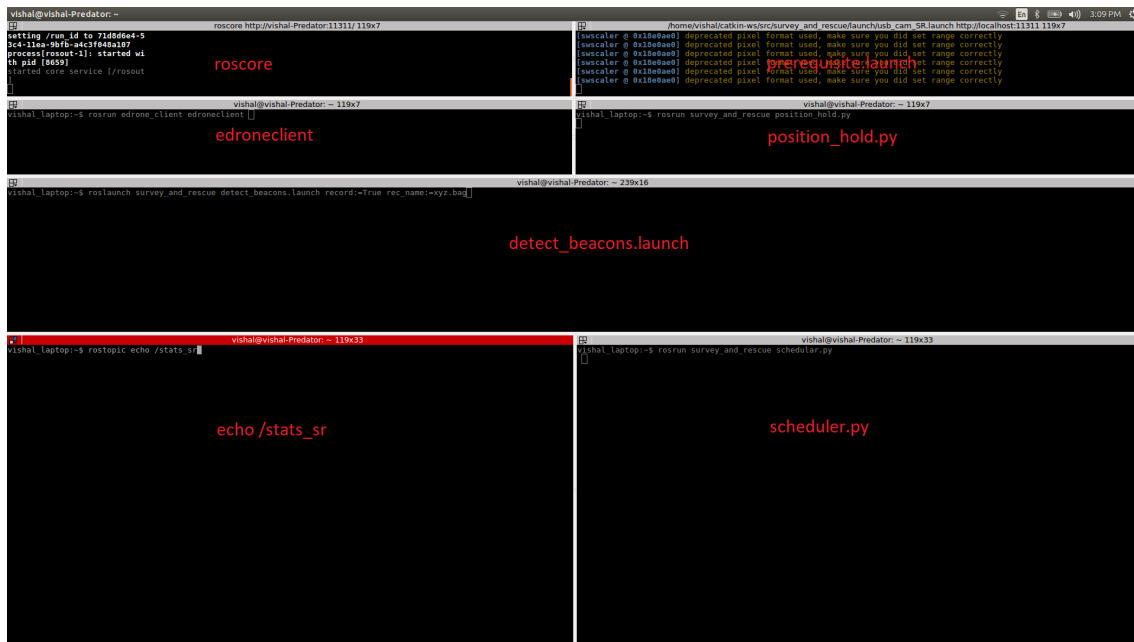 vishal@vishal-Predator: ~
En 3:09 PM
roscore http://vishal-Predator:11311/ 119x7
setting /run_id to 71d8d6e4-5
3c4-11ea-9bfb-a4c3f048a107
process[rosout-1]: started wi
th pid [8659]
started core service [/rosout
]
roscore
/home/vishal/catkin-ws/src/survey_and_rescue/launch/usb_cam_SR.launch http://localhost:11311 119x7
[swscaler @ 0x18e0ae0] deprecated pixel format used, make sure you did set range correctly
[swscaler @ 0x18e0ae0] deprecated pixel format used, make sure you did set range correctly
[swscaler @ 0x18e0ae0] deprecated pixel format used, make sure you did set range correctly
[swscaler @ 0x18e0ae0] deprecated pixel format used, make sure you did set range correctly
[swscaler @ 0x18e0ae0] deprecated pixel format used, make sure you did set range correctly
[swscaler @ 0x18e0ae0] deprecated pixel format used, make sure you did set range correctly
prerequisite.launch
vishal@vishal-Predator: ~ 119x7
vishal_laptop:~$ rosrun edrone_client edroneclient
edroneclient
vishal@vishal-Predator: ~ 119x7
vishal_laptop:~$ rosrun survey_and_rescue position_hold.py
position_hold.py
vishal@vishal-Predator: ~ 239x16
vishal_laptop:~$ roslaunch survey_and_rescue detect_beacons.launch record:=True rec_name:=xyz.bag
detect_beacons.launch
vishal@vishal-Predator: ~ 119x33
vishal_laptop:~$ rostopic echo /stats_sr
echo /stats_sr
vishal@vishal-Predator: ~ 119x33
vishal_laptop:~$ rosrun survey_and_rescue schedular.py
scheduler.py